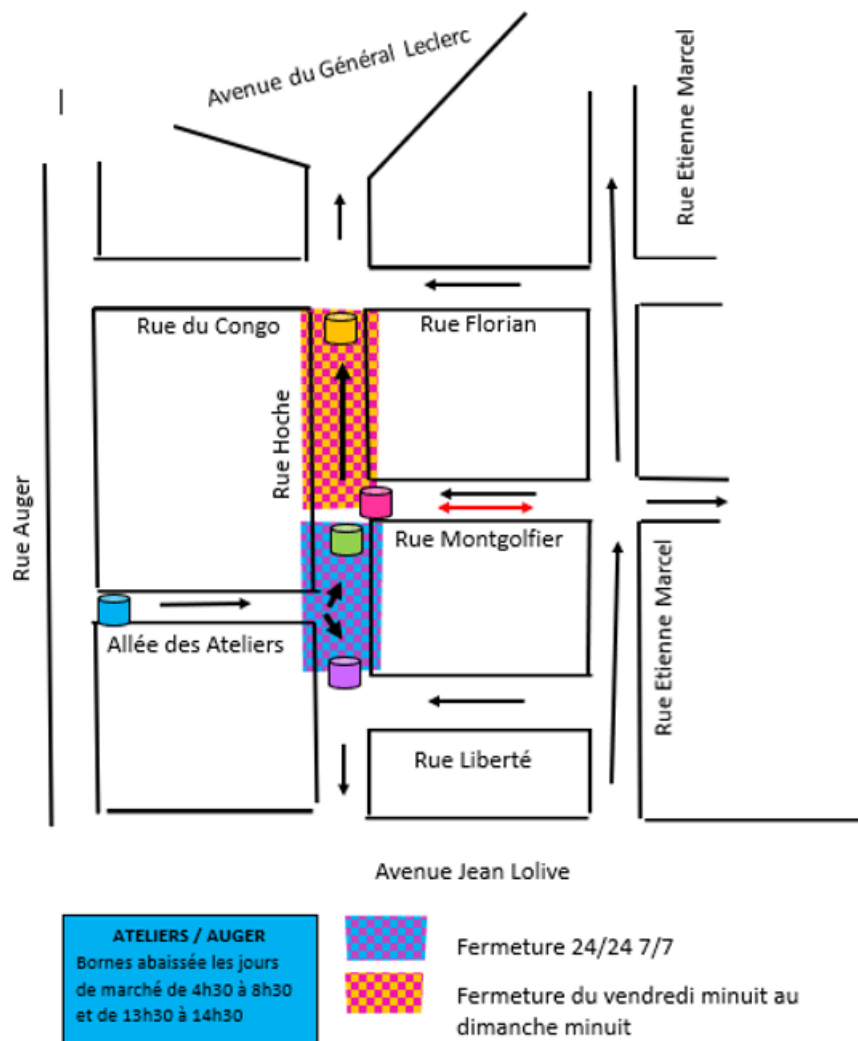 Avenue du Général Leclerc
Rue Etienne Marcel
Rue du Congo
Rue Florian
Rue Hoche
Rue Auger
Rue Montgolfier
Allée des Ateliers
Rue Etienne Marcel
Rue Liberté
Avenue Jean Lolive
ATELIERS / AUGER
Bornes abaissée les jours
de marché de 4h30 à 8h30
et de 13h30 à 14h30
Fermeture 24/24 7/7
Fermeture du vendredi minuit au
dimanche minuit